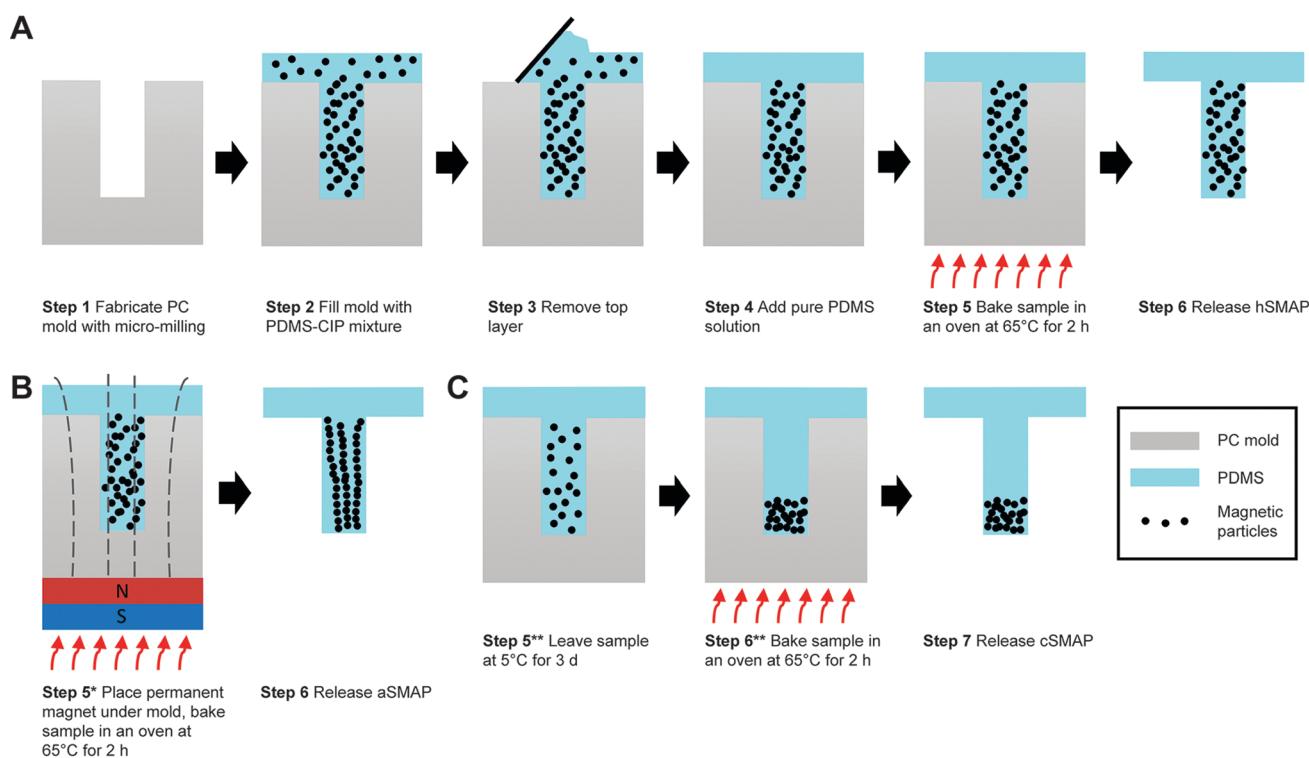 A
Step 1 Fabricate PC
mold with micro-milling
Step 2 Fill mold with
PDMS-CIP mixture
Step 3 Remove top
layer
Step 4 Add pure PDMS
solution
Step 5 Bake sample in
an oven at 65°C for 2 h
Step 6 Release hSMAP
B
N
S
Step 5* Place permanent
magnet under mold, bake
sample in an oven at
65°C for 2 h
Step 6 Release aSMAP
C
Step 5** Leave sample
at 5°C for 3 d
Step 6** Bake sample in
an oven at 65°C for 2 h
Step 7 Release cSMAP
PC mold
PDMS
Magnetic
particles